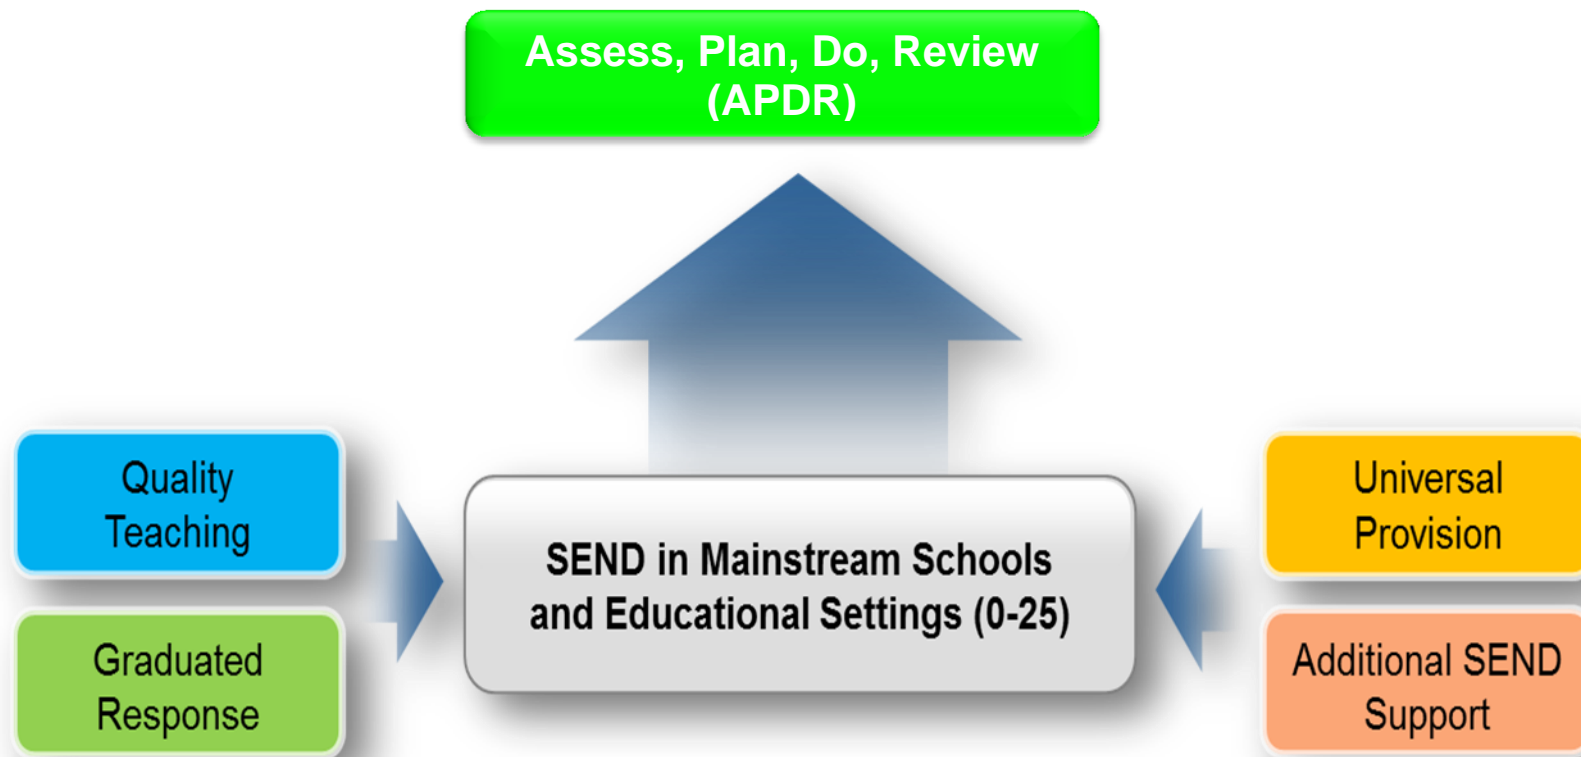 Assess, Plan, Do, Review
(APDR)
Quality
Teaching
Graduated
Response
SEND in Mainstream Schools
and Educational Settings (0-25)
Universal
Provision
Additional SEND
Support